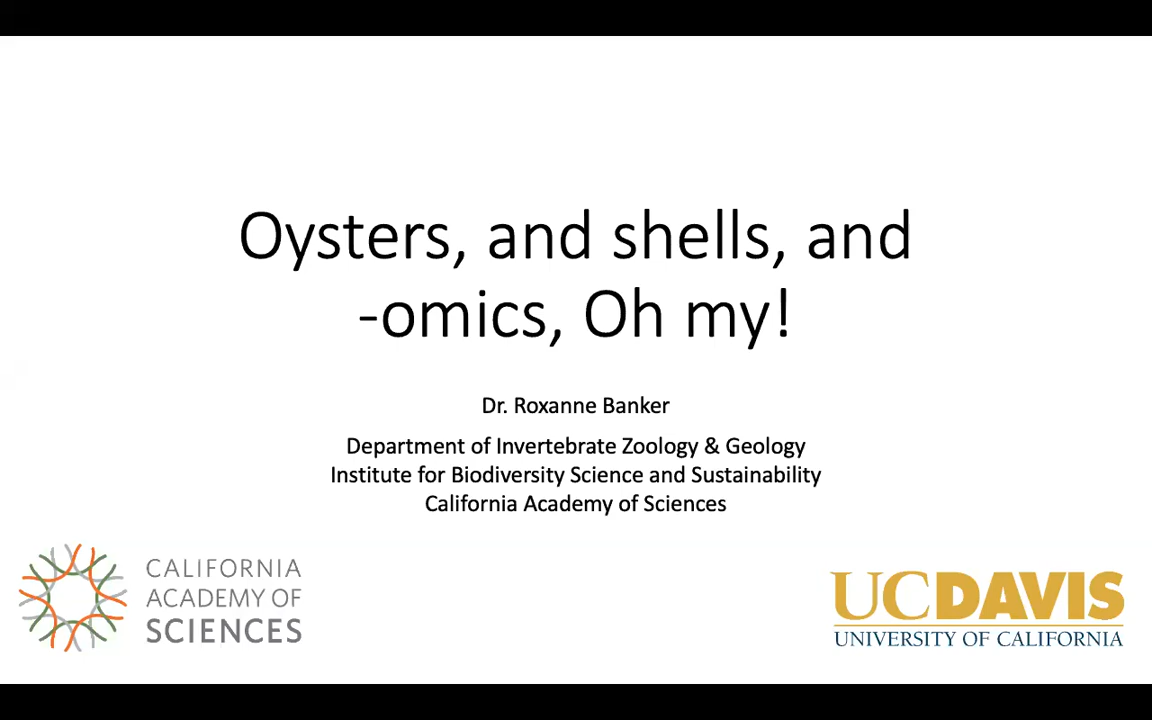 Oysters, and shells, and
-omics, Oh my!
Dr. Roxanne Banker
Department of Invertebrate Zoology & Geology
Institute for Biodiversity Science and Sustainability
California Academy of Sciences
CALIFORNIA
ACADEMY OF
SCIENCES
UCDAVIS
UNIVERSITY OF CALIFORNIA